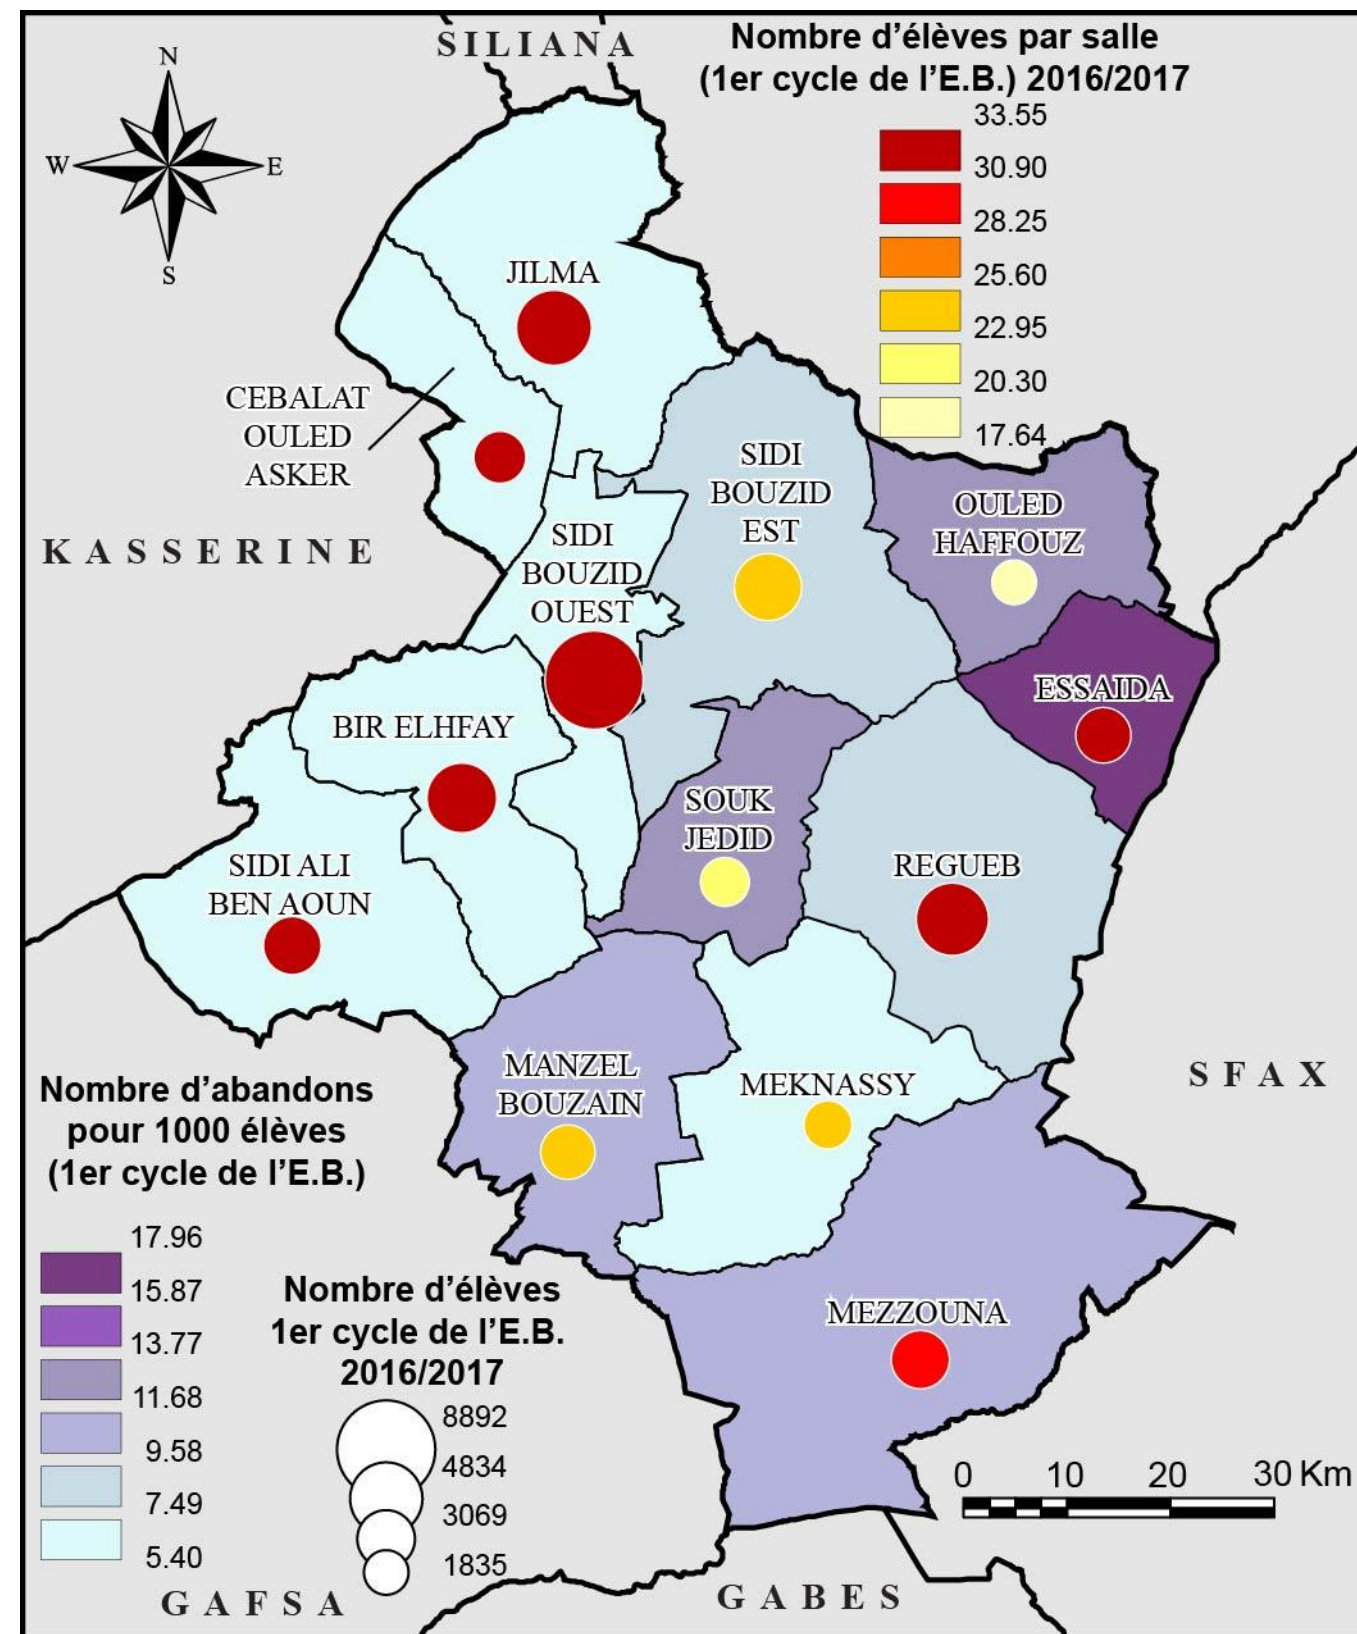 SILIANA
Nombre d'élèves par salle
(1er cycle de l'E.B.) 2016/2017
33.55
30.90
28.25
25.60
22.95
20.30
17.64
N
W
E
S
JILMA
CEBALAT
OULED
ASKER
SIDI
BOUZID
EST
OULED
HAFFOUZ
KASSERINE
SIDI
BOUZID
OUEST
ESSAIDA
BIR ELHFAY
SOUK
JEDID
SIDI ALI
BEN AOUN
REGUEB
MANZEL
BOUZAIN
MEKNASSY
SFAX
MEZZOUNA
Nombre d'abandons
pour 1000 élèves
(1er cycle de l'E.B.)
17.96
15.87
13.77
11.68
9.58
7.49
5.40
Nombre d'élèves
1er cycle de l'E.B.
2016/2017
8892
4834
3069
1835
0 10 20 30 Km
GAFSA
GABES